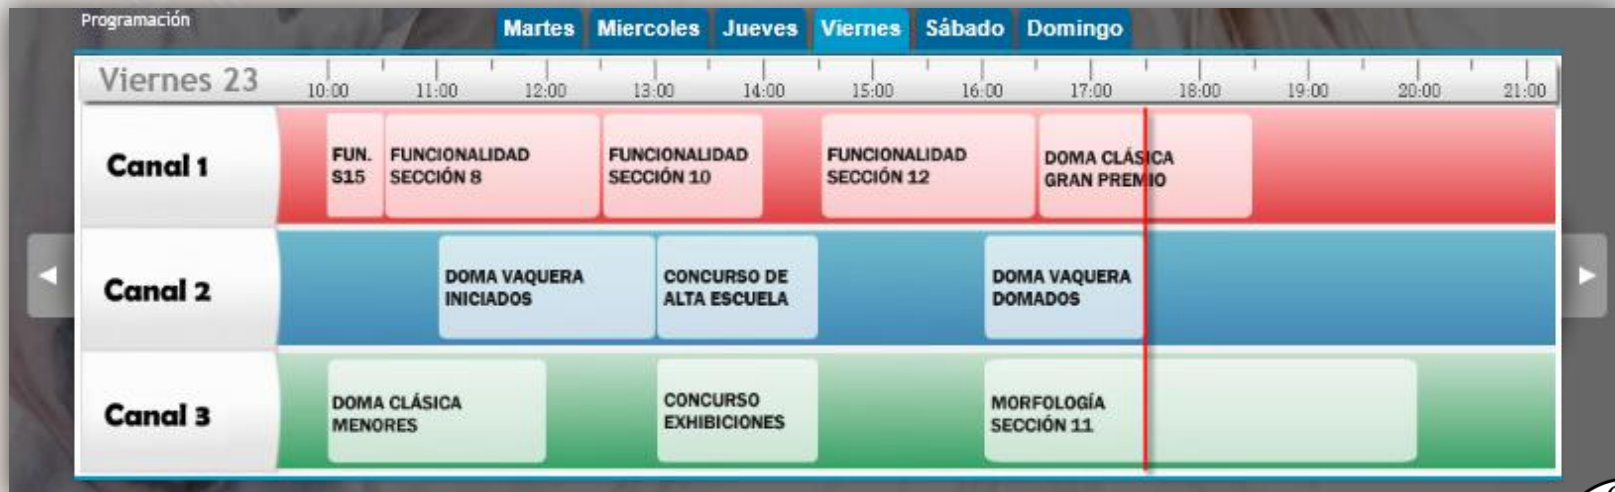 Programación
Martes Miercoles Jueves Viernes Sábado Domingo
Viernes 23 10:00 11:00 12:00 13:00 14:00 15:00 16:00 17:00 18:00 19:00 20:00 21:00
Canal 1
FUN.
S15
FUNCIONALIDAD
SECCIÓN 8
FUNCIONALIDAD
SECCIÓN 10
FUNCIONALIDAD
SECCIÓN 12
DOMA CLÁSICA
GRAN PREMIO
Canal 2
DOMA VAQUERA
INICIADOS
CONCURSO DE
ALTA ESCUELA
DOMA VAQUERA
DOMADOS
Canal 3
DOMA CLÁSICA
MENORES
CONCURSO
EXHIBICIONES
MORFOLOGÍA
SECCIÓN 11